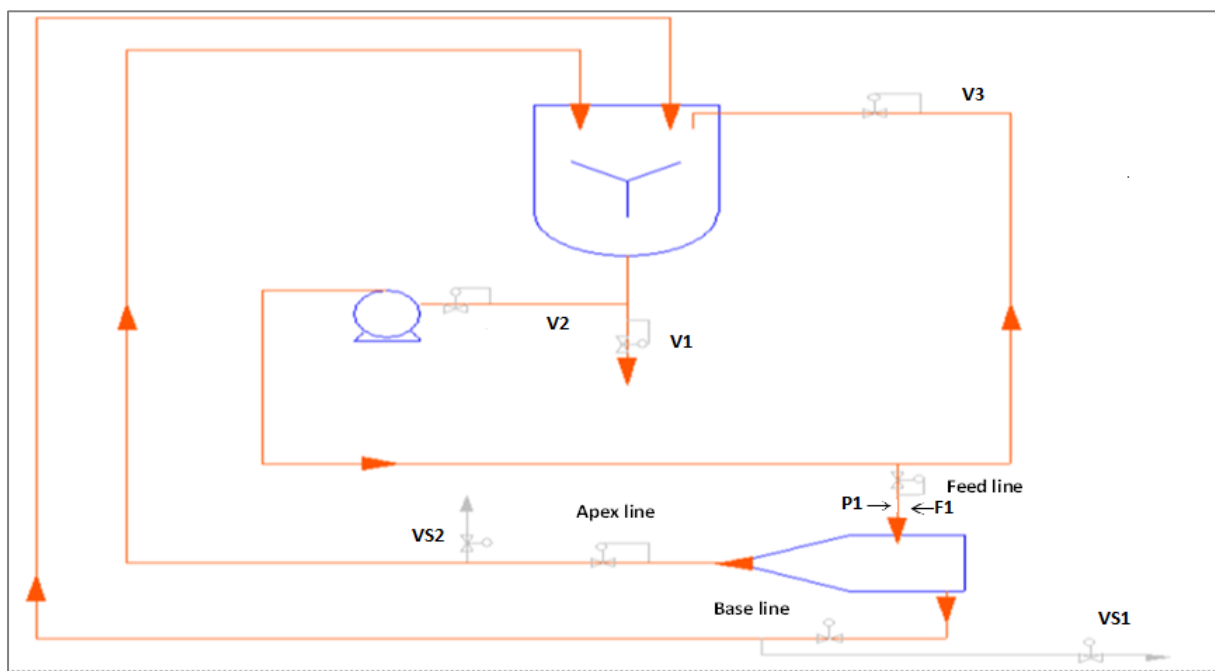 V3
V2
V1
Feed line
P1
F1
Apex line
VS2
Base line
VS1